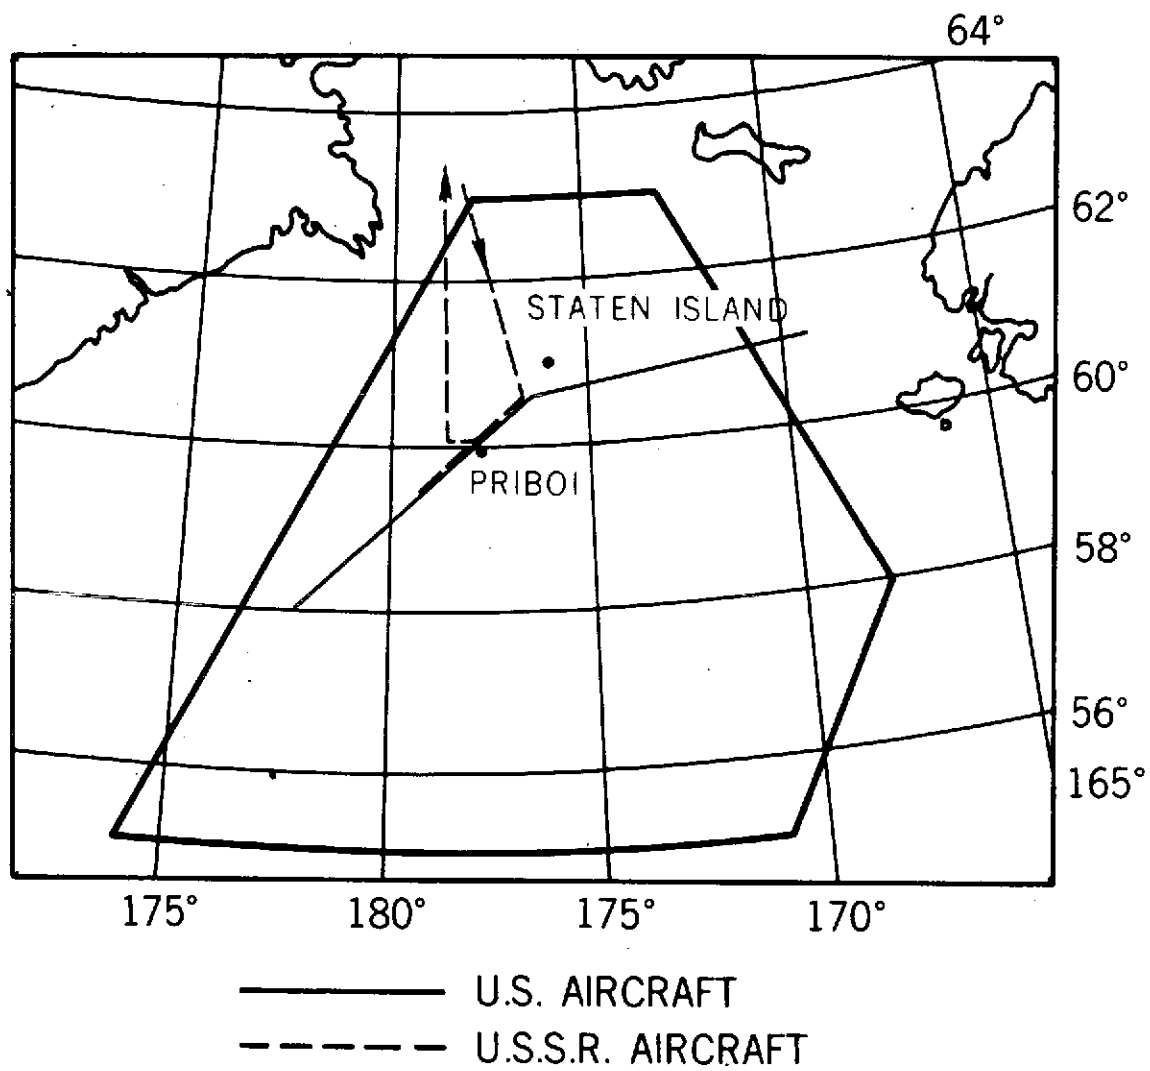 64°
62°
STATEN ISLAND
60°
PRIBOI
58°
56°
165°
175° 180° 175° 170°
U.S. AIRCRAFT
U.S.S.R. AIRCRAFT